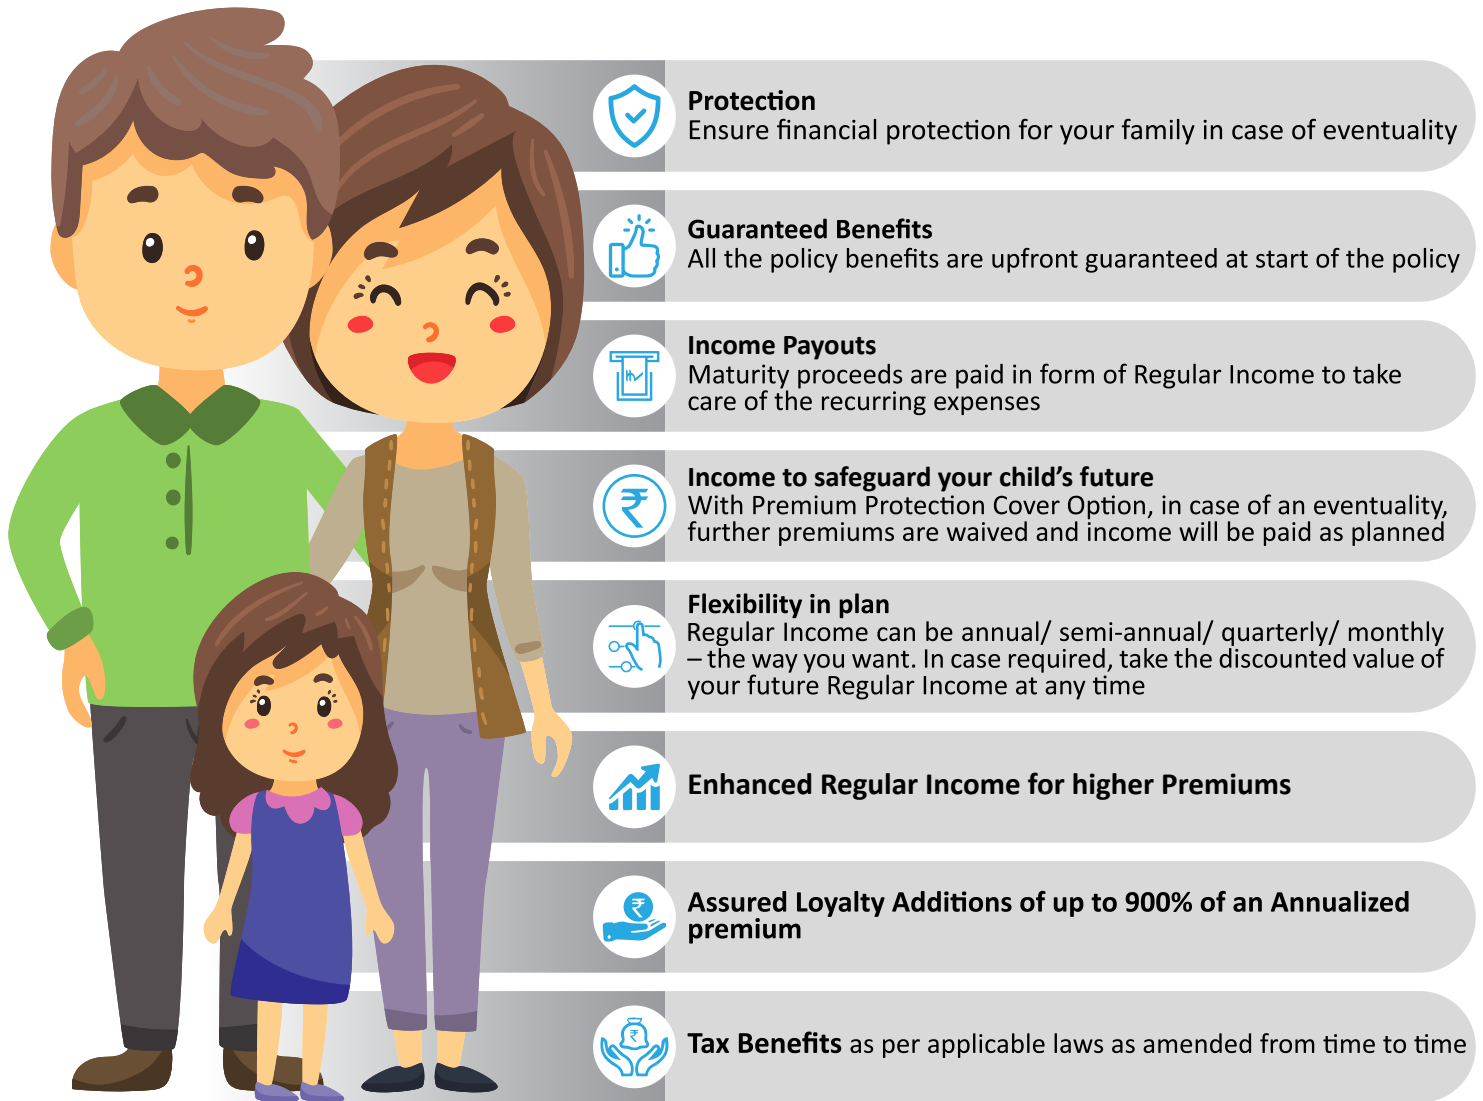 Protection
Ensure financial protection for your family in case of eventuality
Guaranteed Benefits
All the policy benefits are upfront guaranteed at start of the policy
Income Payouts
Maturity proceeds are paid in form of Regular Income to take
care of the recurring expenses
₹
Income to safeguard your child's future
With Premium Protection Cover Option, in case of an eventuality,
further premiums are waived and income will be paid as planned
Flexibility in plan
Regular Income can be annual/ semi-annual/ quarterly/ monthly
– the way you want. In case required, take the discounted value of
your future Regular Income at any time
Enhanced Regular Income for higher Premiums
₹
Assured Loyalty Additions of up to 900% of an Annualized
premium
₹
Tax Benefits as per applicable laws as amended from time to time